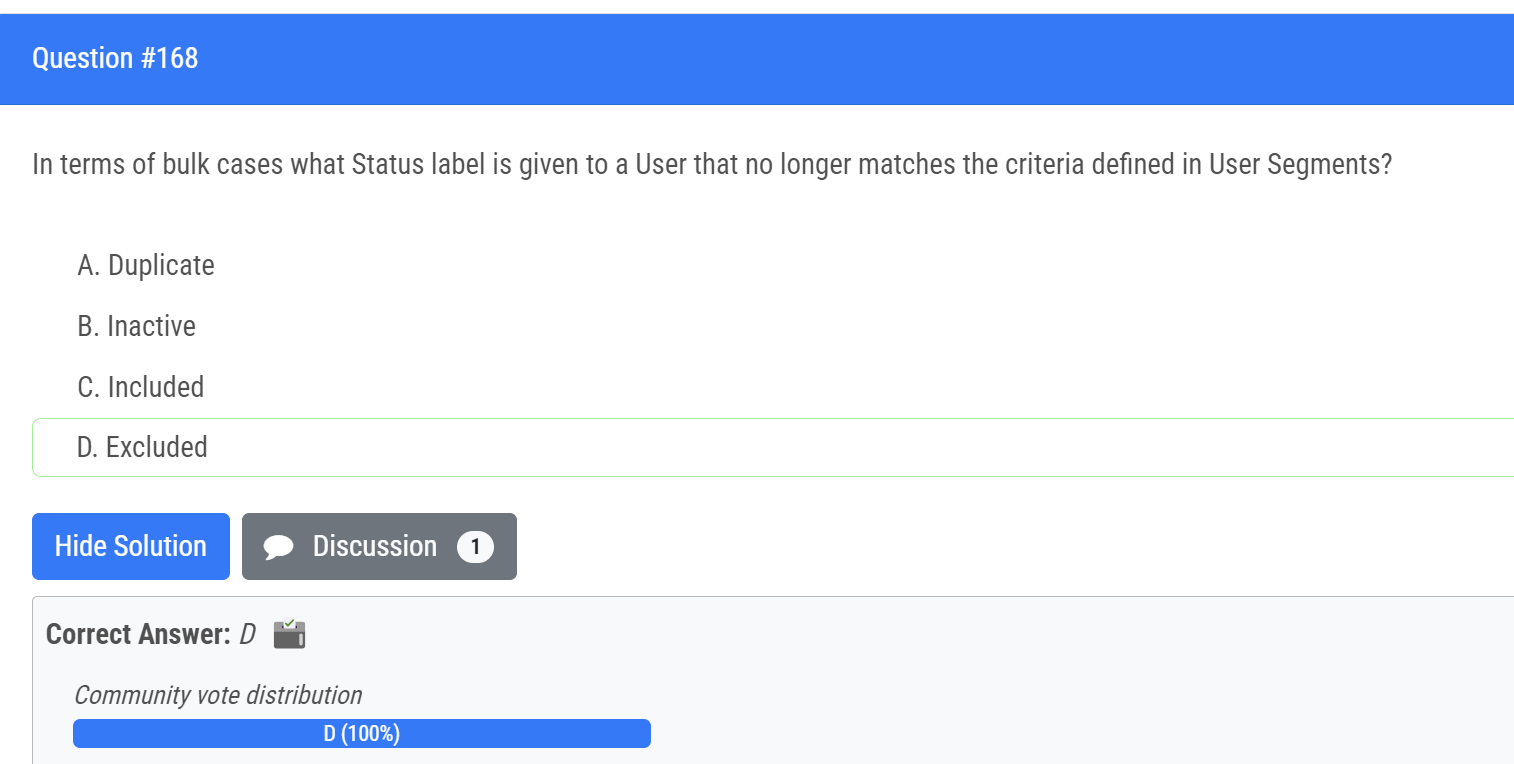 Question #168
In terms of bulk cases what Status label is given to a User that no longer matches the criteria defined in User Segments?
A. Duplicate
B. Inactive
C. Included
D. Excluded
Hide Solution
Discussion 1
Correct Answer: D
Community vote distribution
D (100%)